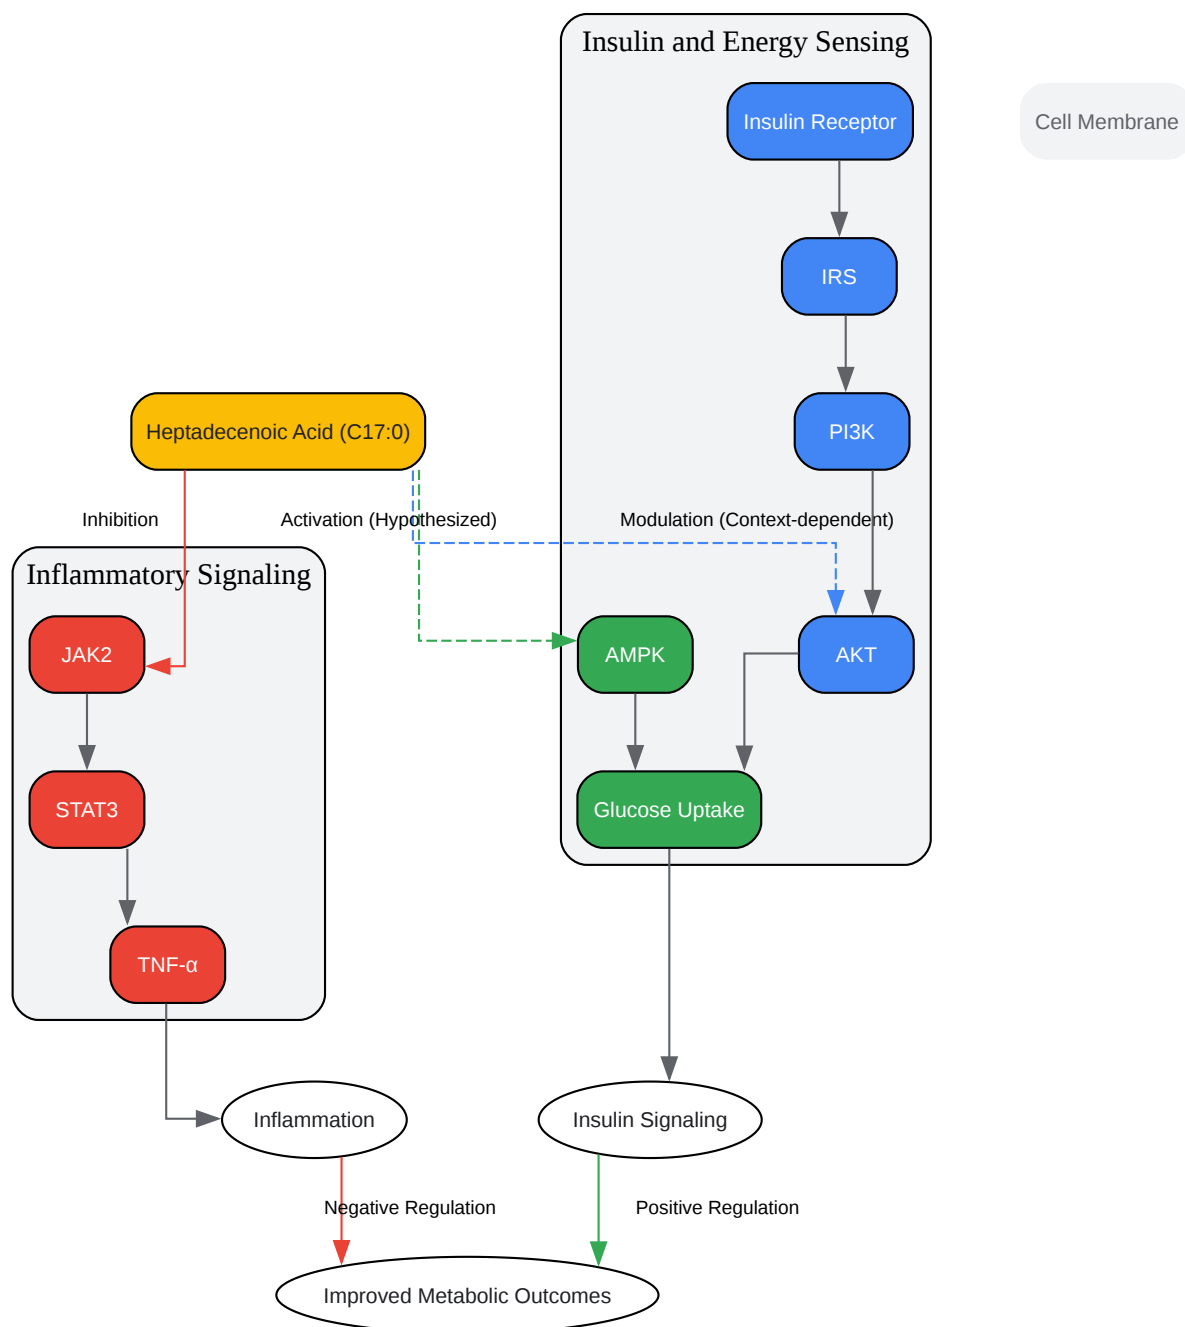 Insulin and Energy Sensing
Insulin Receptor
Cell Membrane
IRS
Heptadecenoic Acid (C17:0)
PI3K
Inhibition
Activation (Hypothesized)
Modulation (Context-dependent)
Inflammatory Signaling
JAK2
AMPK
AKT
STAT3
Glucose Uptake
TNF-α
Inflammation
Insulin Signaling
Negative Regulation
Positive Regulation
Improved Metabolic Outcomes